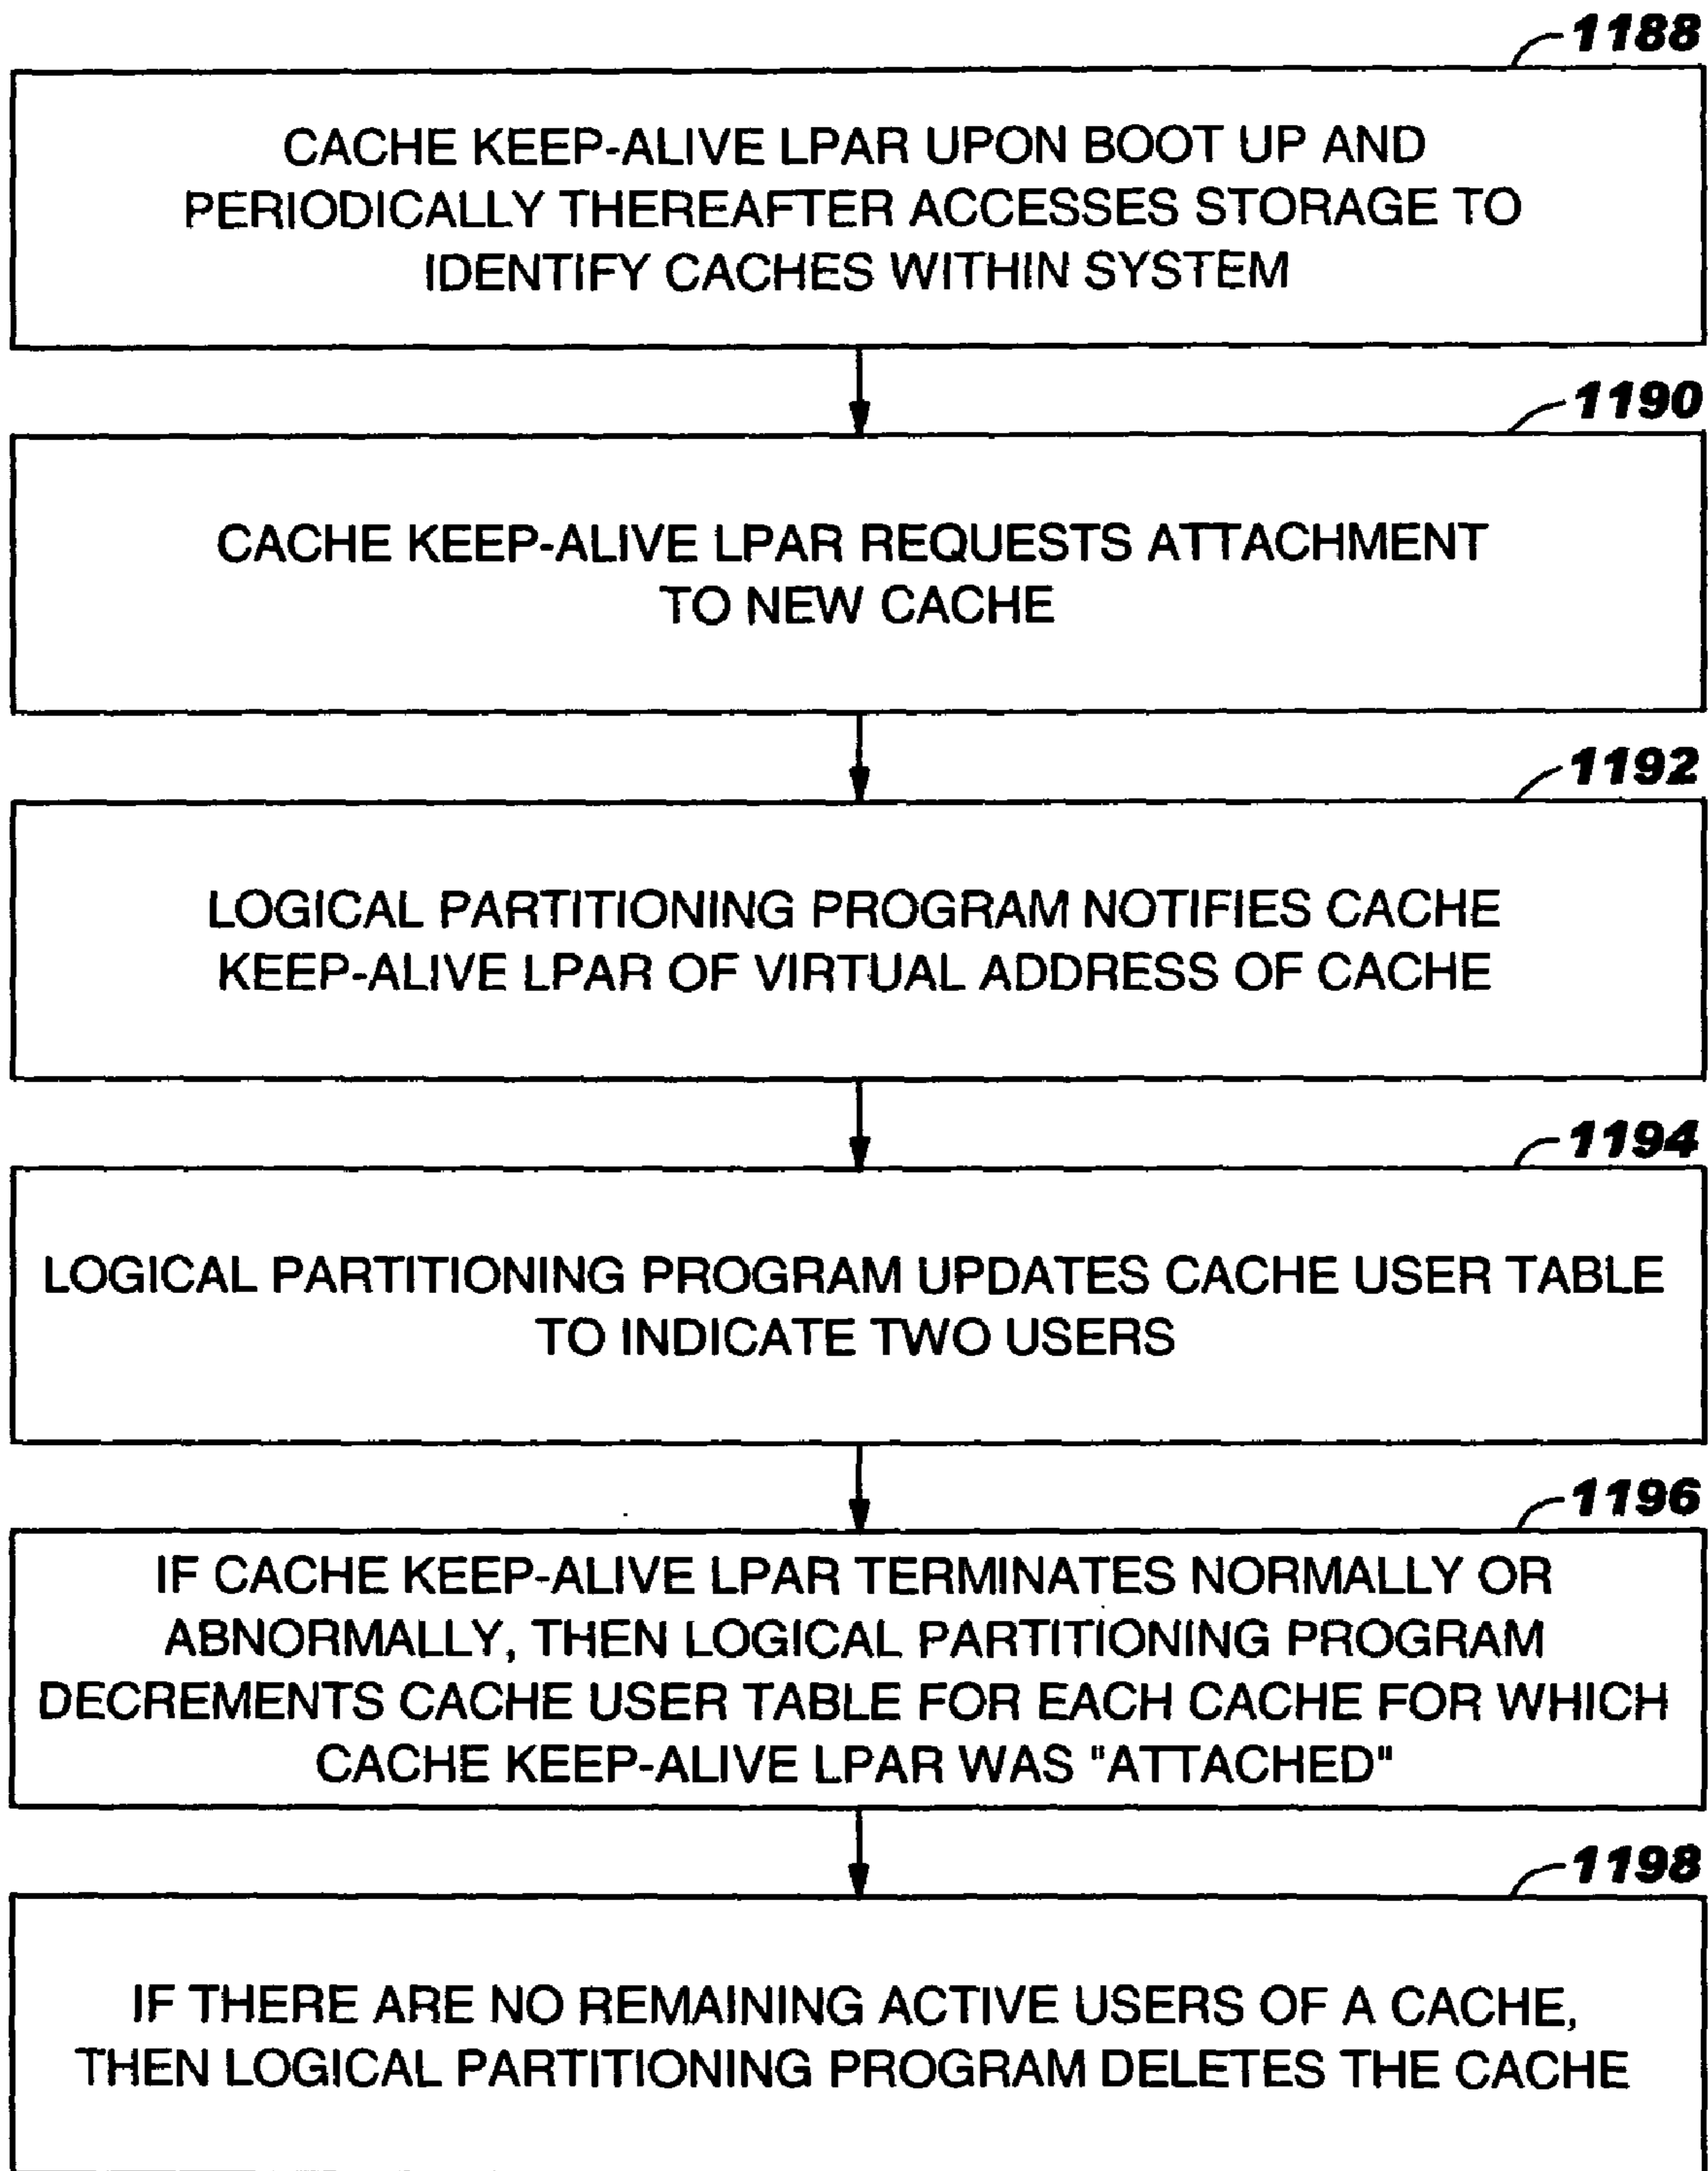 1188
CACHE KEEP-ALIVE LPAR UPON BOOT UP AND
PERIODICALLY THEREAFTER ACCESSES STORAGE TO
IDENTIFY CACHES WITHIN SYSTEM
1190
CACHE KEEP-ALIVE LPAR REQUESTS ATTACHMENT
TO NEW CACHE
1192
LOGICAL PARTITIONING PROGRAM NOTIFIES CACHE
KEEP-ALIVE LPAR OF VIRTUAL ADDRESS OF CACHE
1194
LOGICAL PARTITIONING PROGRAM UPDATES CACHE USER TABLE
TO INDICATE TWO USERS
1196
IF CACHE KEEP-ALIVE LPAR TERMINATES NORMALLY OR
ABNORMALLY, THEN LOGICAL PARTITIONING PROGRAM
DECREMENTS CACHE USER TABLE FOR EACH CACHE FOR WHICH
CACHE KEEP-ALIVE LPAR WAS "ATTACHED"
1198
IF THERE ARE NO REMAINING ACTIVE USERS OF A CACHE,
THEN LOGICAL PARTITIONING PROGRAM DELETES THE CACHE